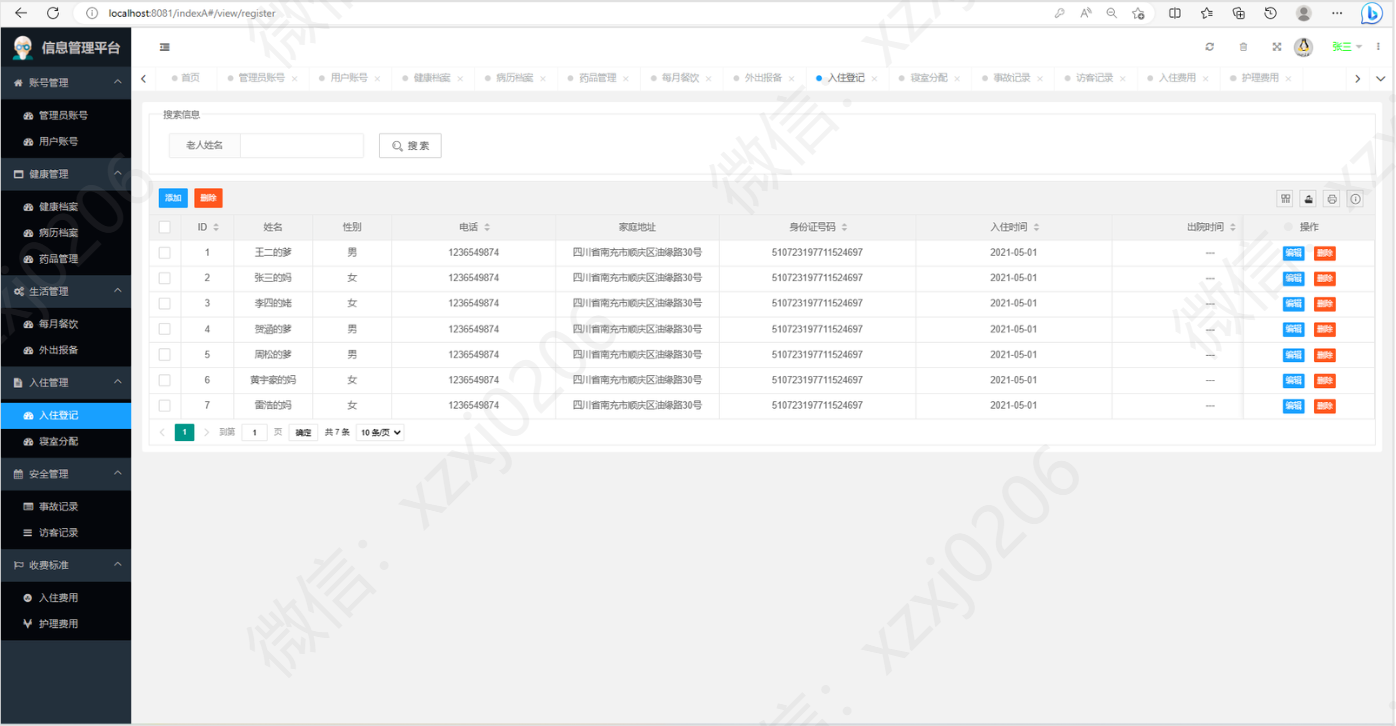 localhost:8081/indexA#/view/register
信息管理平台
张三
首页 管理员账号 用户账号 健康档案 病历档案 药品管理 每月餐饮 外出报备 入住登记 寝室分配 事故记录 访客记录 入住费用 护理费用
账号管理
管理员账号
用户账号
健康管理
健康档案
病历档案
药品管理
生活管理
每月餐饮
外出报备
入住管理
入住登记
寝室分配
安全管理
事故记录
访客记录
收费标准
入住费用
护理费用
搜索信息
老人姓名 搜 索
添加 删除
ID 姓名 性别 电话 家庭地址 身份证号码 入住时间 出院时间 操作
1 王二的爹 男 1236549874 四川省南充市顺庆区油缘路30号 510723197711524697 2021-05-01 --- 编辑 删除
2 张三的妈 女 1236549874 四川省南充市顺庆区油缘路30号 510723197711524697 2021-05-01 --- 编辑 删除
3 李四的姥 女 1236549874 四川省南充市顺庆区油缘路30号 510723197711524697 2021-05-01 --- 编辑 删除
4 贺涵的爹 男 1236549874 四川省南充市顺庆区油缘路30号 510723197711524697 2021-05-01 --- 编辑 删除
5 周松的爹 男 1236549874 四川省南充市顺庆区油缘路30号 510723197711524697 2021-05-01 --- 编辑 删除
6 黄宇豪的妈 女 1236549874 四川省南充市顺庆区油缘路30号 510723197711524697 2021-05-01 --- 编辑 删除
7 雷浩的妈 女 1236549874 四川省南充市顺庆区油缘路30号 510723197711524697 2021-05-01 --- 编辑 删除
1 到第 1 页 确定 共 7 条 10 条/页
微信：xzxj0206
微信：xzxj0206